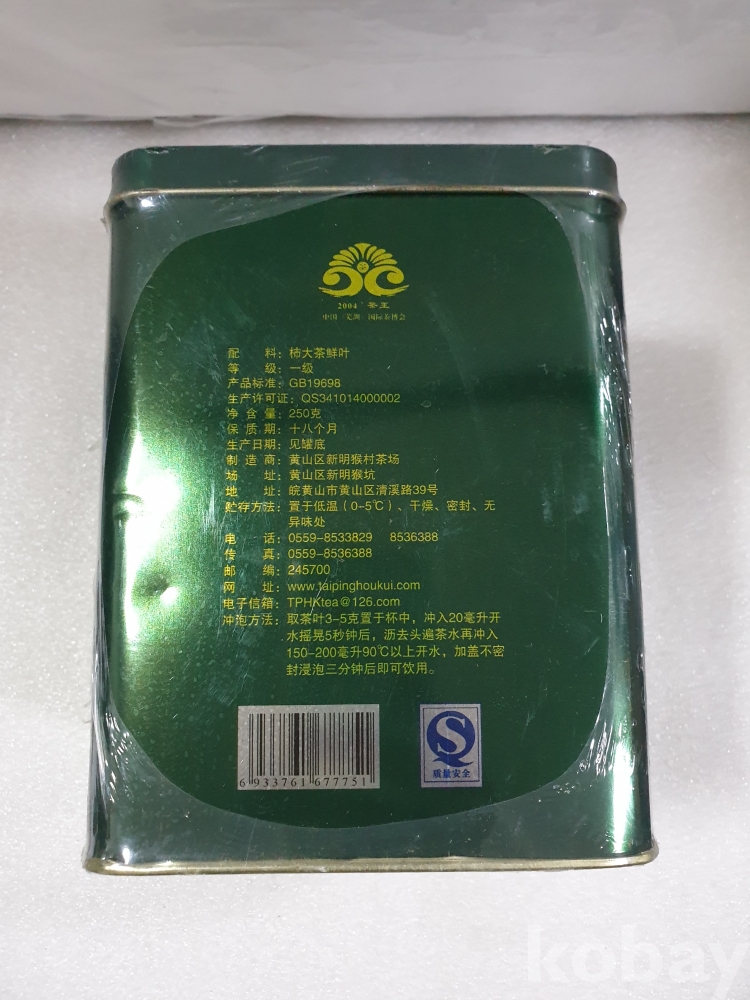 2004'茶王
中国·芜湖·国际茶博会
配 料：柿大茶鲜叶
等 级：一级
产品标准：GB19698
生产许可证：QS341014000002
净含量：250克
保质期：十八个月
生产日期：见罐底
制造商：黄山区新明猴村茶场
场 址：黄山区新明猴坑
地 址：皖黄山市黄山区清溪路39号
贮存方法：置于低温（0-5℃）、干燥、密封、无
异味处
电 话：0559-8533829 8536388
传 真：0559-8536388
邮 编：245700
网 址：www.taipinghoukui.com
电子信箱：TPHKtea@126.com
冲泡方法：取茶叶3-5克置于杯中，冲入20毫升开
水摇晃5秒钟后，沥去头遍茶水再冲入
150-200毫升90℃以上开水，加盖不密
封浸泡三分钟后即可饮用。
6 933761 677751
质量安全
kobay